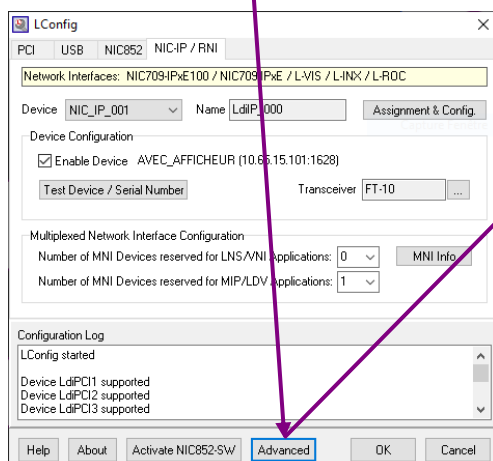 LConfig
PCI USB NIC852 NIC-IP / RNI
Network Interfaces: NIC709-IPxE100 / NIC709-IPxE / L-VIS / L-INX / L-ROC
Device NIC_IP_001 Name LdiIP_000 Assignment & Config.
Device Configuration
Enable Device AVEC_AFFICHEUR (10.65.15.101:1628)
Test Device / Serial Number Transceiver FT-10 ...
Multiplexed Network Interface Configuration
Number of MNI Devices reserved for LNS/VNI Applications: 0 MNI Info
Number of MNI Devices reserved for MIP/LDV Applications: 1
Configuration Log
LConfig started
Device LdiPCI1 supported
Device LdiPCI2 supported
Device LdiPCI3 supported
Help About Activate NIC852-SW Advanced OK Cancel